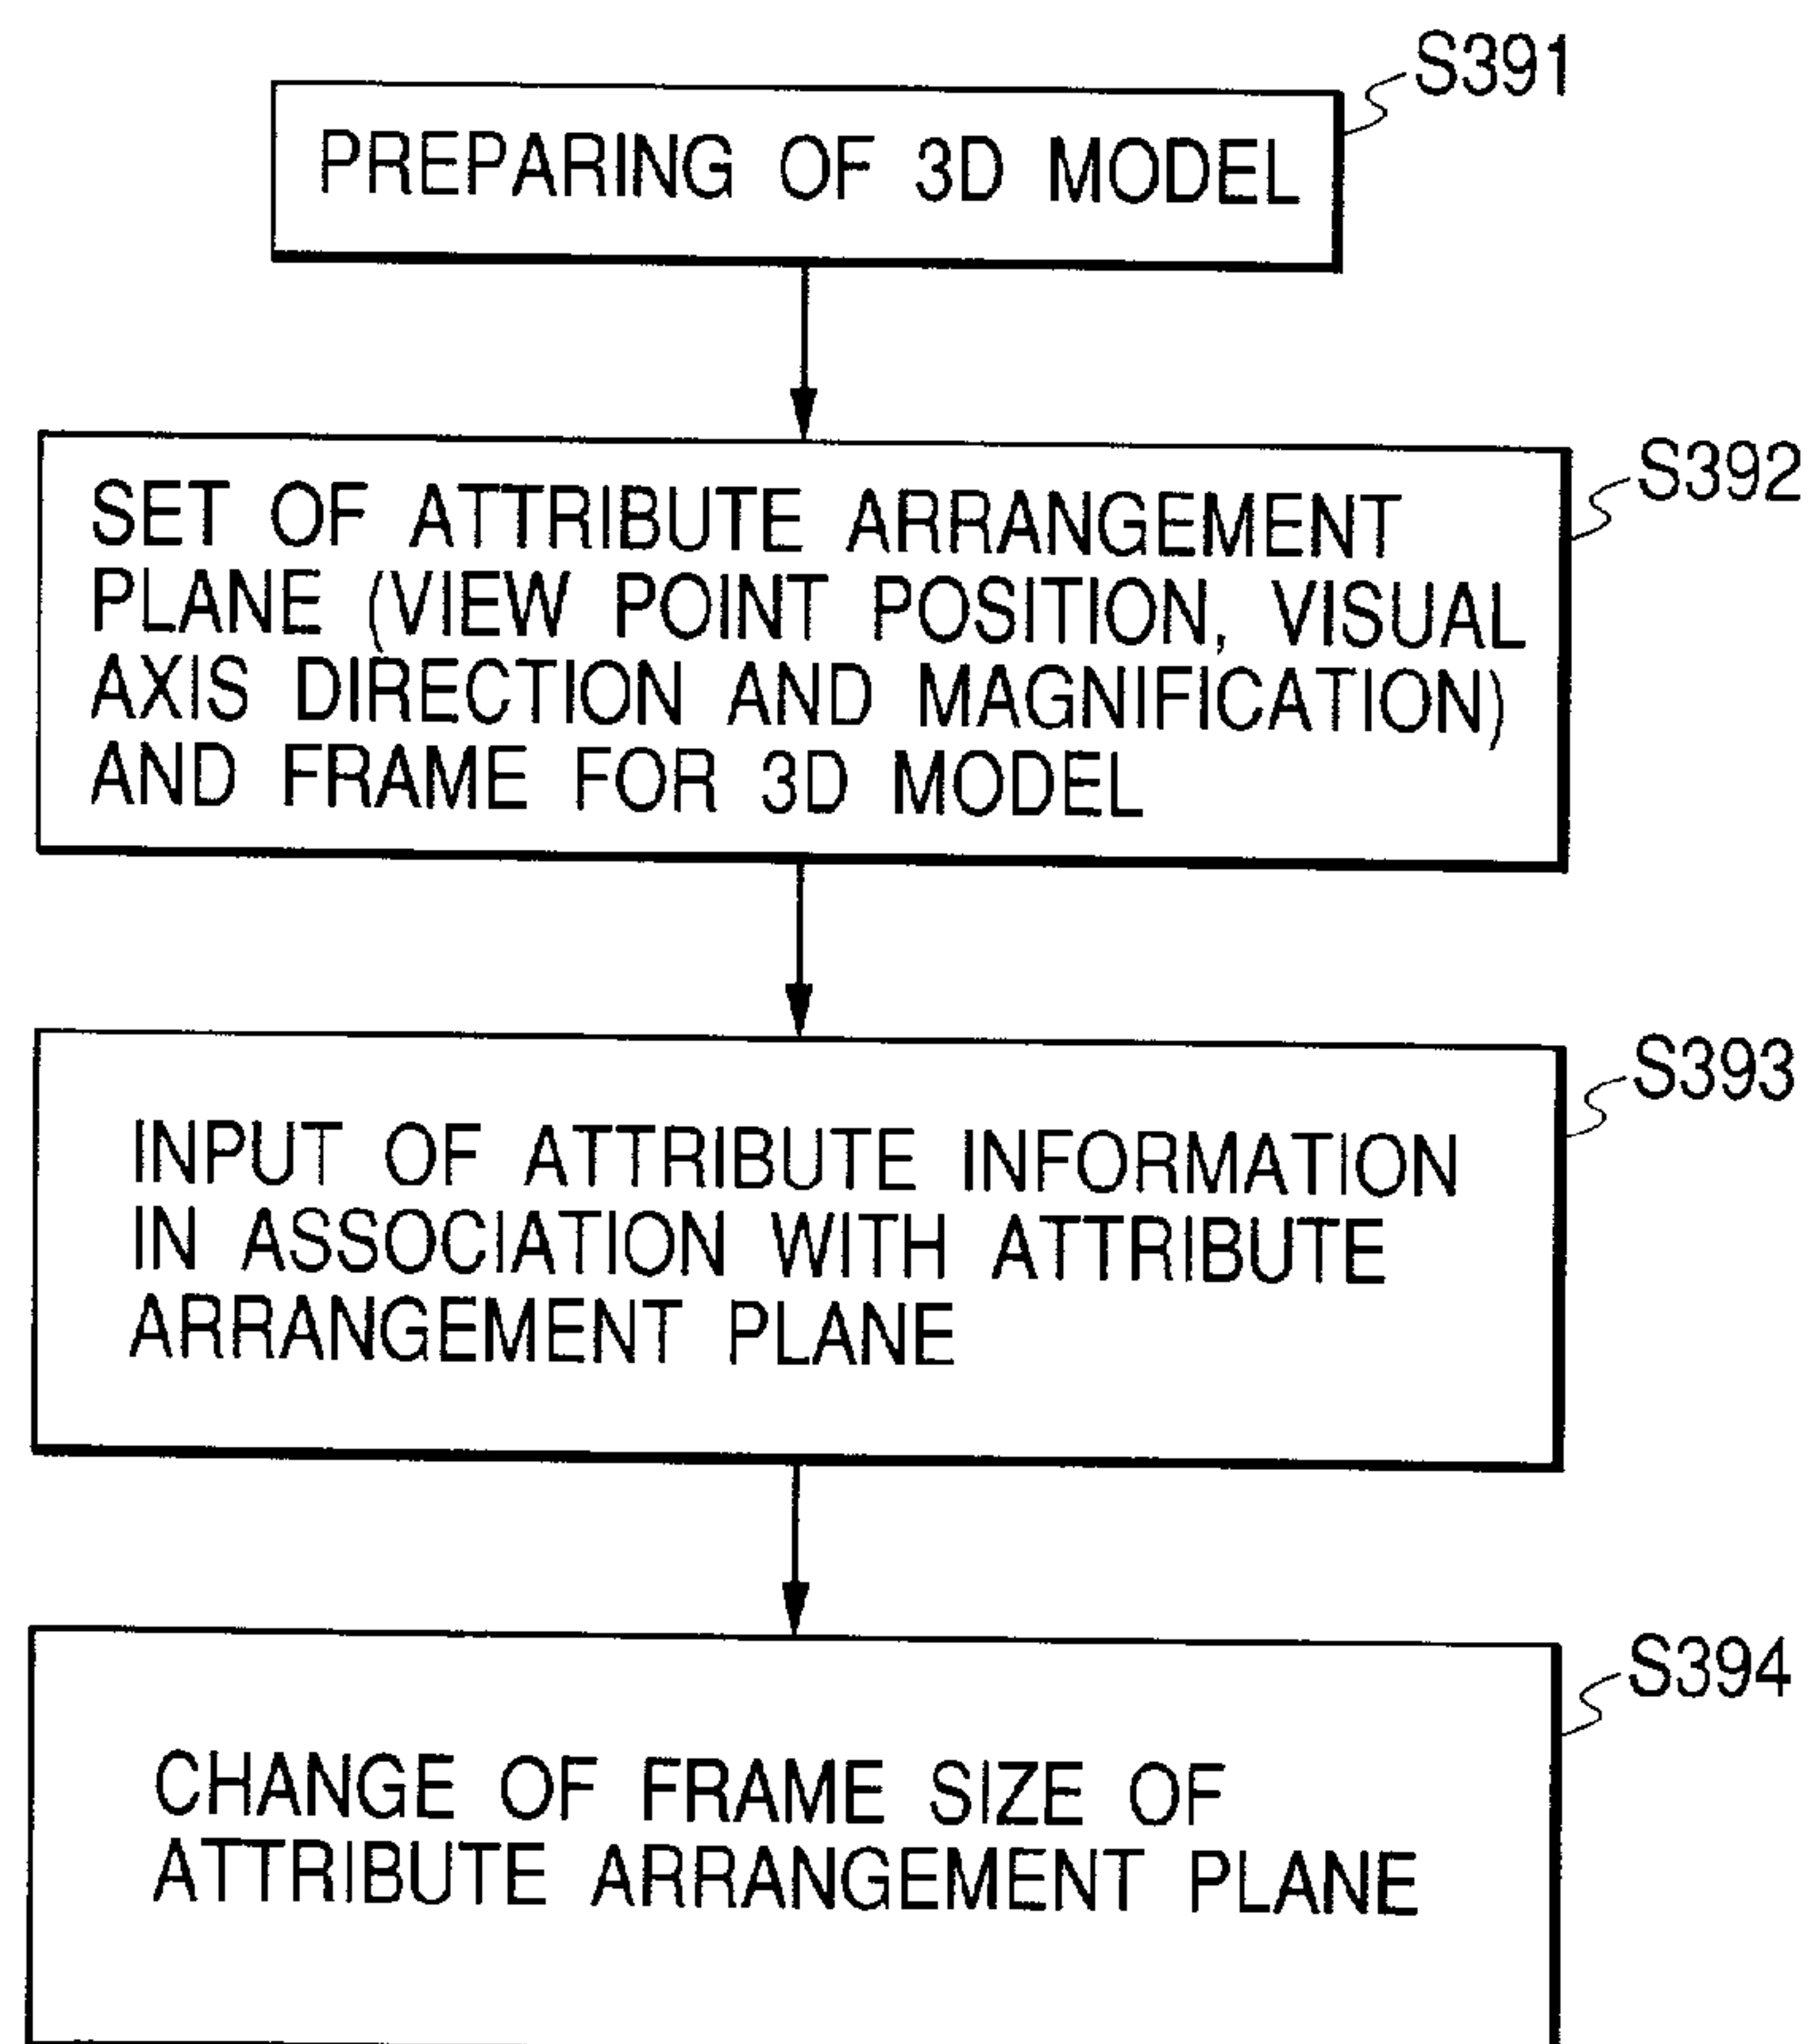 S391
PREPARING OF 3D MODEL
S392
SET OF ATTRIBUTE ARRANGEMENT
PLANE (VIEW POINT POSITION, VISUAL
AXIS DIRECTION AND MAGNIFICATION)
AND FRAME FOR 3D MODEL
S393
INPUT OF ATTRIBUTE INFORMATION
IN ASSOCIATION WITH ATTRIBUTE
ARRANGEMENT PLANE
S394
CHANGE OF FRAME SIZE OF
ATTRIBUTE ARRANGEMENT PLANE